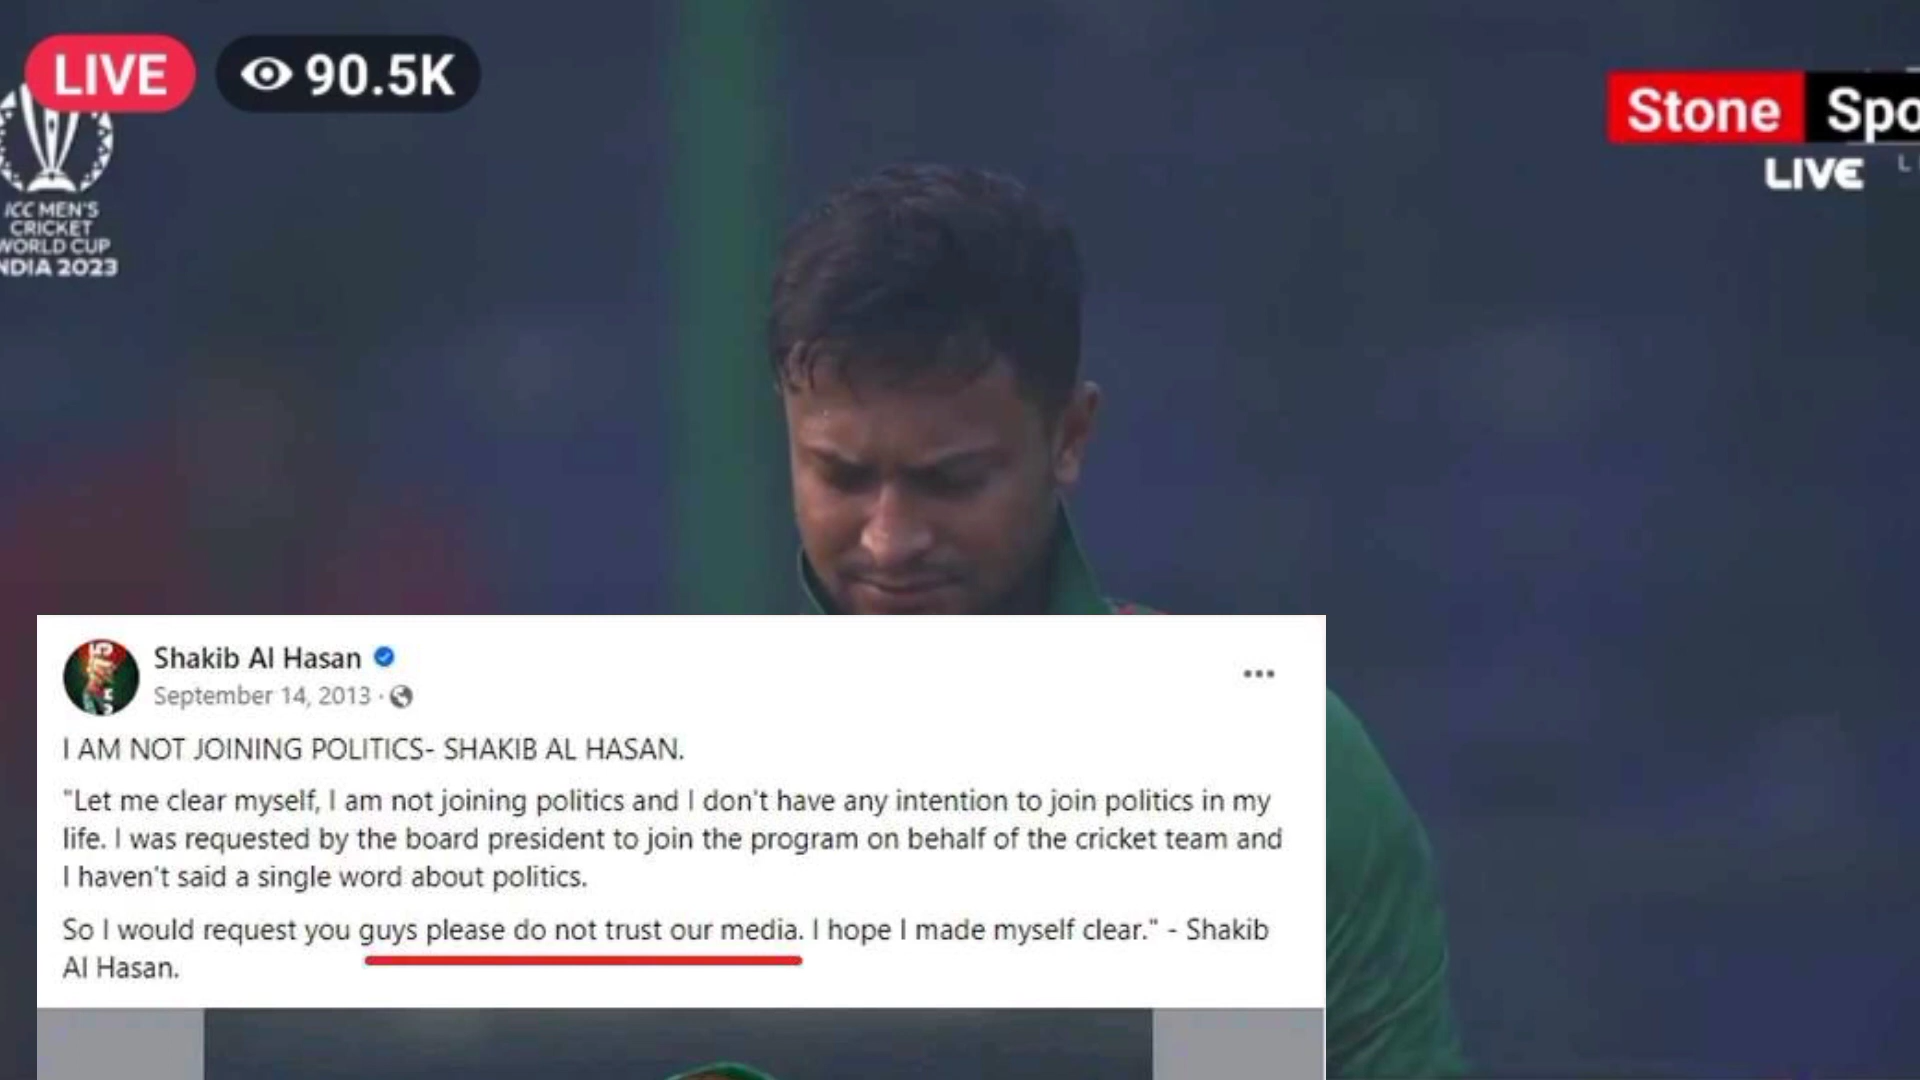 LIVE
90.5K
Stone Spo
LIVE
ICC MEN'S
CRICKET
WORLD CUP
NDIA 2023
Shakib Al Hasan
September 14, 2013 ·
I AM NOT JOINING POLITICS- SHAKIB AL HASAN.
"Let me clear myself, I am not joining politics and I don't have any intention to join politics in my
life. I was requested by the board president to join the program on behalf of the cricket team and
I haven't said a single word about politics.
So I would request you guys please do not trust our media. I hope I made myself clear." - Shakib
Al Hasan.